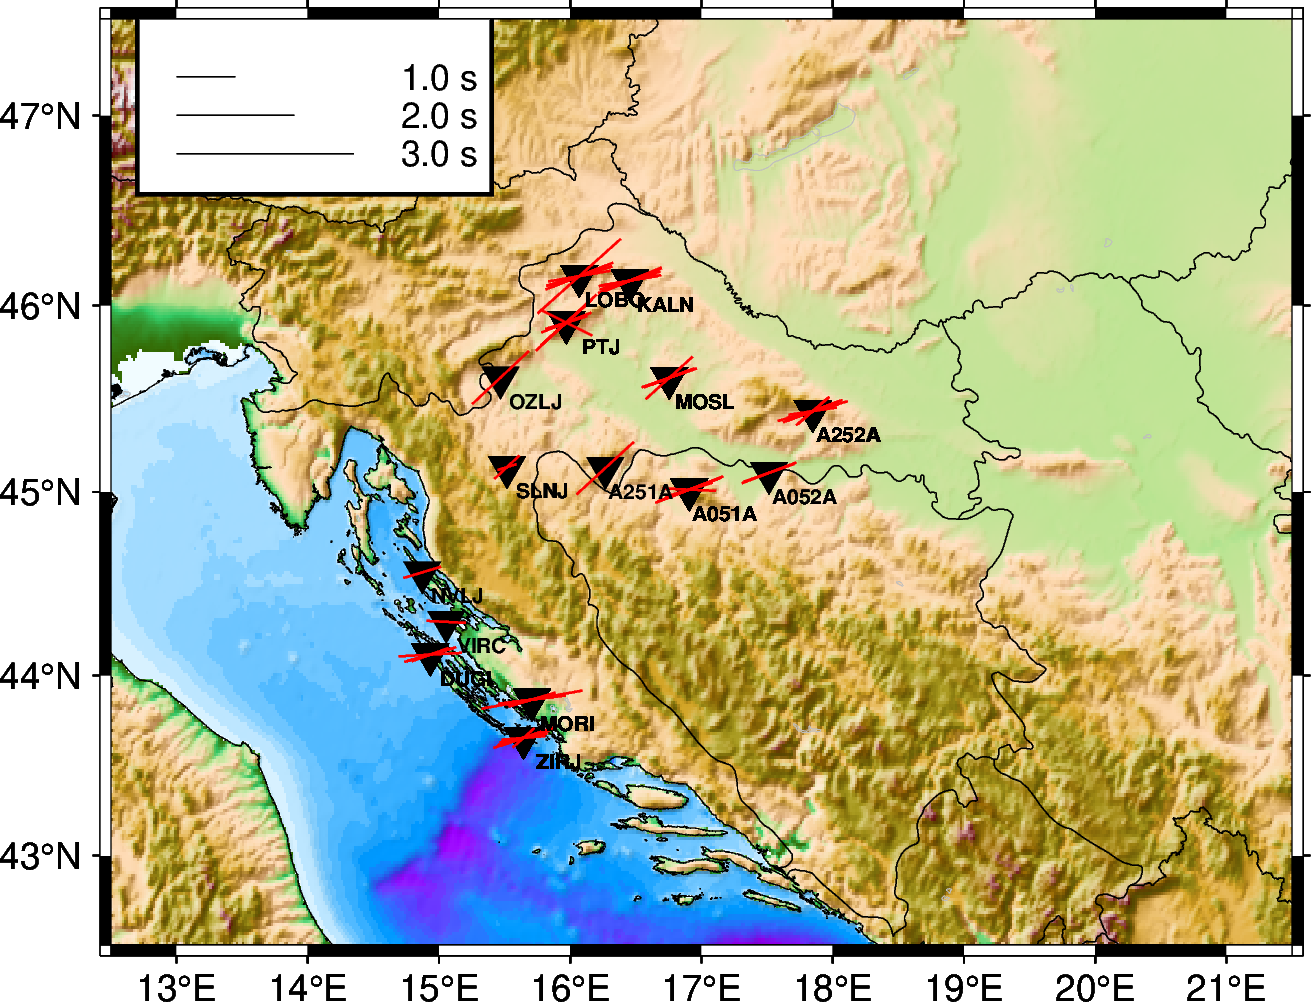 1.0 s
2.0 s
3.0 s
47°N
46°N
45°N
44°N
43°N
LOBO
KALN
PTJ
OZLJ
MOSL
A252A
SLNJ
A251A
A052A
A051A
NVLJ
VIRC
DUGI
MORI
ZIRJ
13°E 14°E 15°E 16°E 17°E 18°E 19°E 20°E 21°E